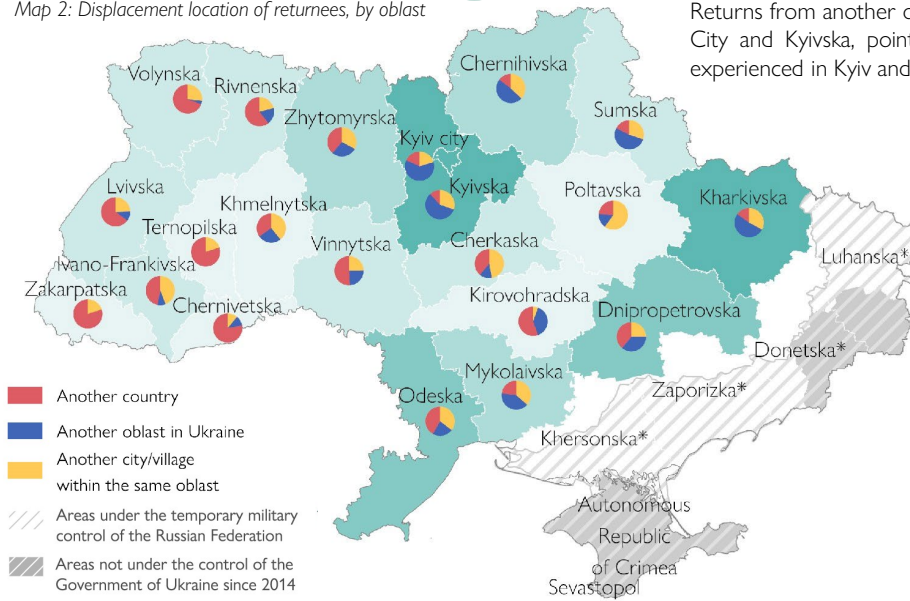 Map 2: Displacement location of returnees, by oblast
Returns from another c
City and Kyivska, point
experienced in Kyiv and
Volynska
Rivnenska
Zhytomyrska
Chernihivska
Kyiv city
Sumska
Kyivska
Lvivska
Ternopilska
Khmelnytska
Vinnytska
Cherkaska
Poltavska
Kharkivska
Luhanska*
Ivano-Frankivska
Zakarpatska
Chernivetska
Kirovohradska
Dnipropetrovska
Donetska*
Mykolaivska
Zaporizka*
Odeska
Khersonska*
Another country
Another oblast in Ukraine
Another city/village
within the same oblast
Areas under the temporary military
control of the Russian Federation
Areas not under the control of the
Government of Ukraine since 2014
Autonomous
Republic
of Crimea
Sevastopol